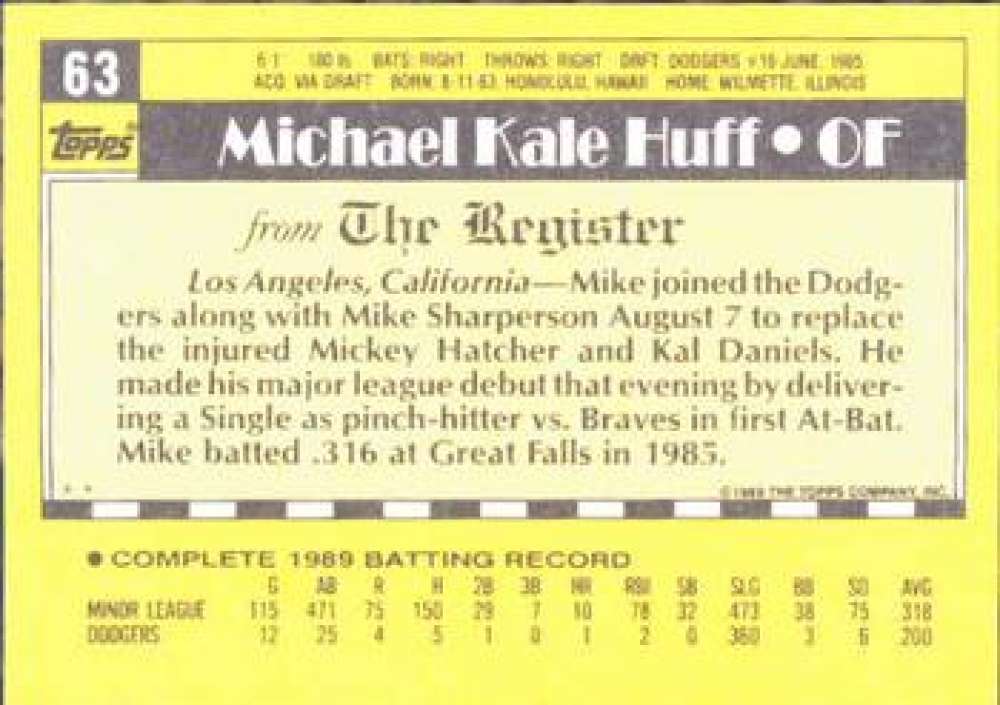 63
6'1" 180 lb. BATS: RIGHT THROWS: RIGHT DRFT: DODGERS #16-JUNE, 1985
ACQ: VIA DRAFT BORN: 8-11-63, HONOLULU, HAWAII HOME: WILMETTE, ILLINOIS
Topps®
Michael Kale Huff • OF
from The Register
Los Angeles, California—Mike joined the Dodg-
ers along with Mike Sharperson August 7 to replace
the injured Mickey Hatcher and Kal Daniels. He
made his major league debut that evening by deliver-
ing a Single as pinch-hitter vs. Braves in first At-Bat.
Mike batted .316 at Great Falls in 1985.
* * © 1989 THE TOPPS COMPANY, INC.
● COMPLETE 1989 BATTING RECORD
G AB R H 2B 3B HR RBI SB SLG BB SO AVG
MINOR LEAGUE 115 471 75 150 29 7 10 78 32 .473 38 75 .318
DODGERS 12 25 4 5 1 0 1 2 0 .360 3 6 .200